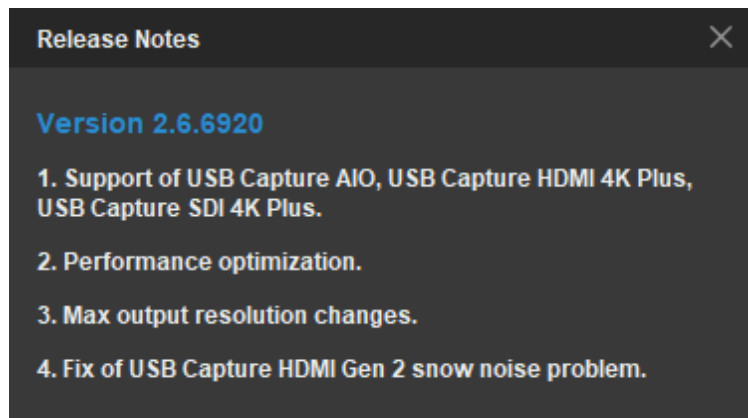 Release Notes
Version 2.6.6920
1. Support of USB Capture AIO, USB Capture HDMI 4K Plus,
USB Capture SDI 4K Plus.
2. Performance optimization.
3. Max output resolution changes.
4. Fix of USB Capture HDMI Gen 2 snow noise problem.